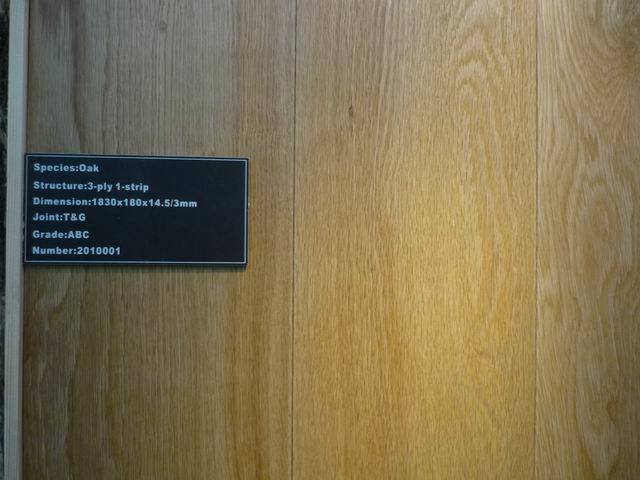 Species:Oak
Structure:3-ply 1-strip
Dimension:1830x180x14.5/3mm
Joint:T&G
Grade:ABC
Number:2010001